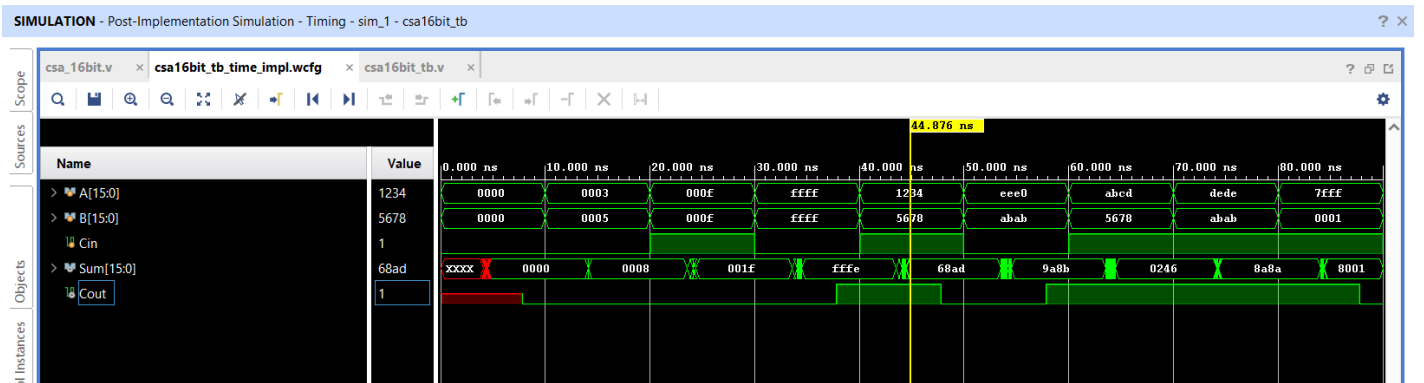 SIMULATION - Post-Implementation Simulation - Timing - sim_1 - csa16bit_tb ? ×
csa_16bit.v × csa16bit_tb_time_impl.wcfg × csa16bit_tb.v × ?
Scope
Sources
Objects
44.876 ns
Name Value 0.000 ns 10.000 ns 20.000 ns 30.000 ns 40.000 ns 50.000 ns 60.000 ns 70.000 ns 80.000 ns
A[15:0] 1234 0000 0003 000f ffff 1234 eee0 abcd dede 7fff
B[15:0] 5678 0000 0005 000f ffff 5678 abab 5678 abab 0001
Cin 1
Sum[15:0] 68ad XXXX 0000 0008 001f fffe 68ad 9a8b 0246 8a8a 8001
Cout 1
Instances